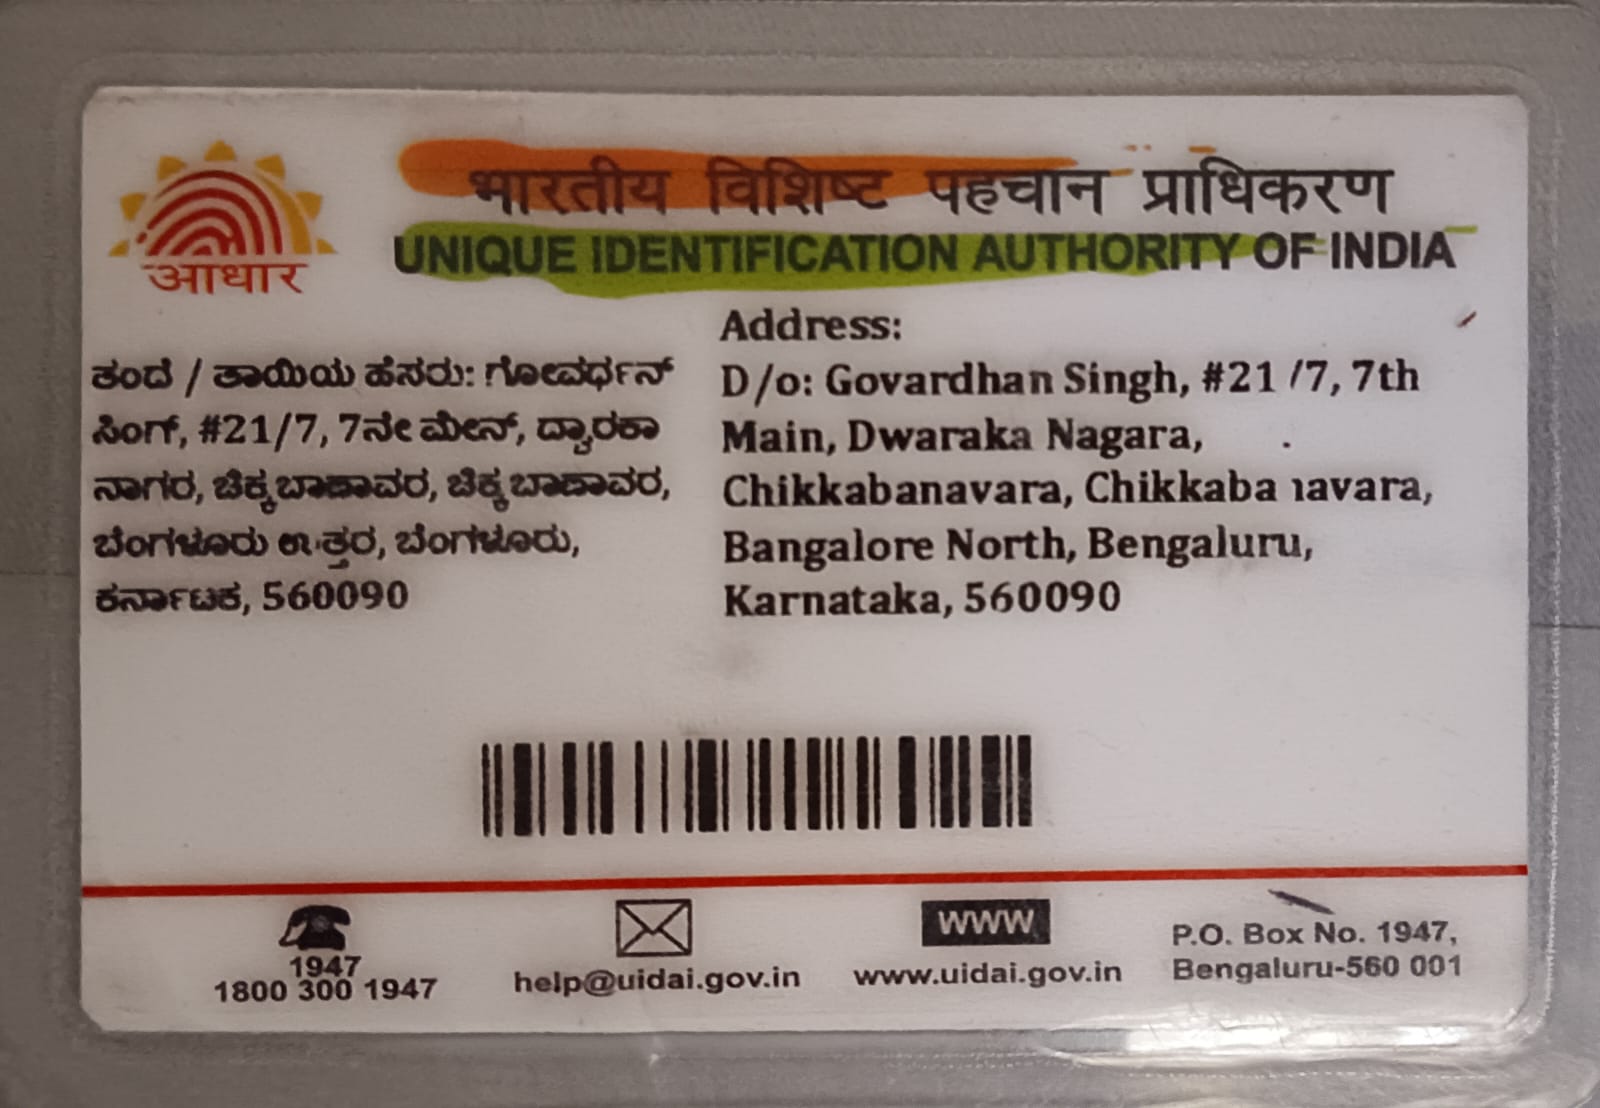 भारतीय विशिष्ट पहचान प्राधिकरण
UNIQUE IDENTIFICATION AUTHORITY OF INDIA
आधार
ತಂದೆ / ತಾಯಿಯ ಹೆಸರು: ಗೋವರ್ಧನ್
ಸಿಂಗ್, #21/7, 7ನೇ ಮೇನ್, ದ್ವಾರಕಾ
ನಾಗರ, ಚಿಕ್ಕಬಾಣಾವರ, ಚಿಕ್ಕಬಾಣಾವರ,
ಬೆಂಗಳೂರು ಉತ್ತರ, ಬೆಂಗಳೂರು,
ಕರ್ನಾಟಕ, 560090
Address:
D/o: Govardhan Singh, #21 /7, 7th
Main, Dwaraka Nagara,
Chikkabanavara, Chikkabanavara,
Bangalore North, Bengaluru,
Karnataka, 560090
1947
1800 300 1947
help@uidai.gov.in
www
www.uidai.gov.in
P.O. Box No. 1947,
Bengaluru-560 001